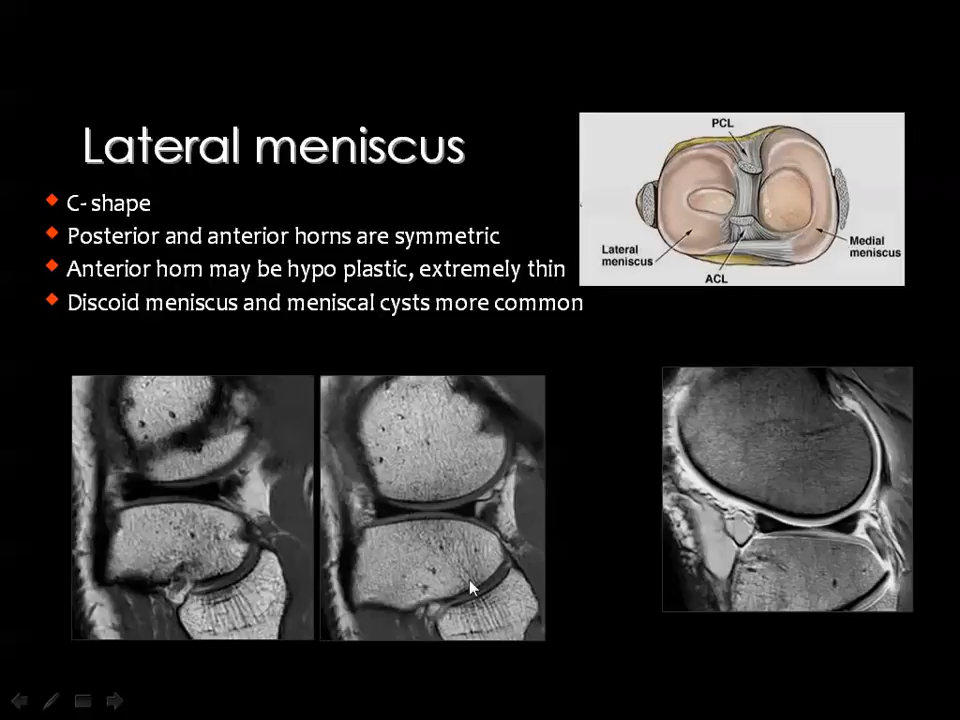 Lateral meniscus
C- shape
Posterior and anterior horns are symmetric
Anterior horn may be hypo plastic, extremely thin
Discoid meniscus and meniscal cysts more common
PCL
Lateral
meniscus
Medial
meniscus
ACL